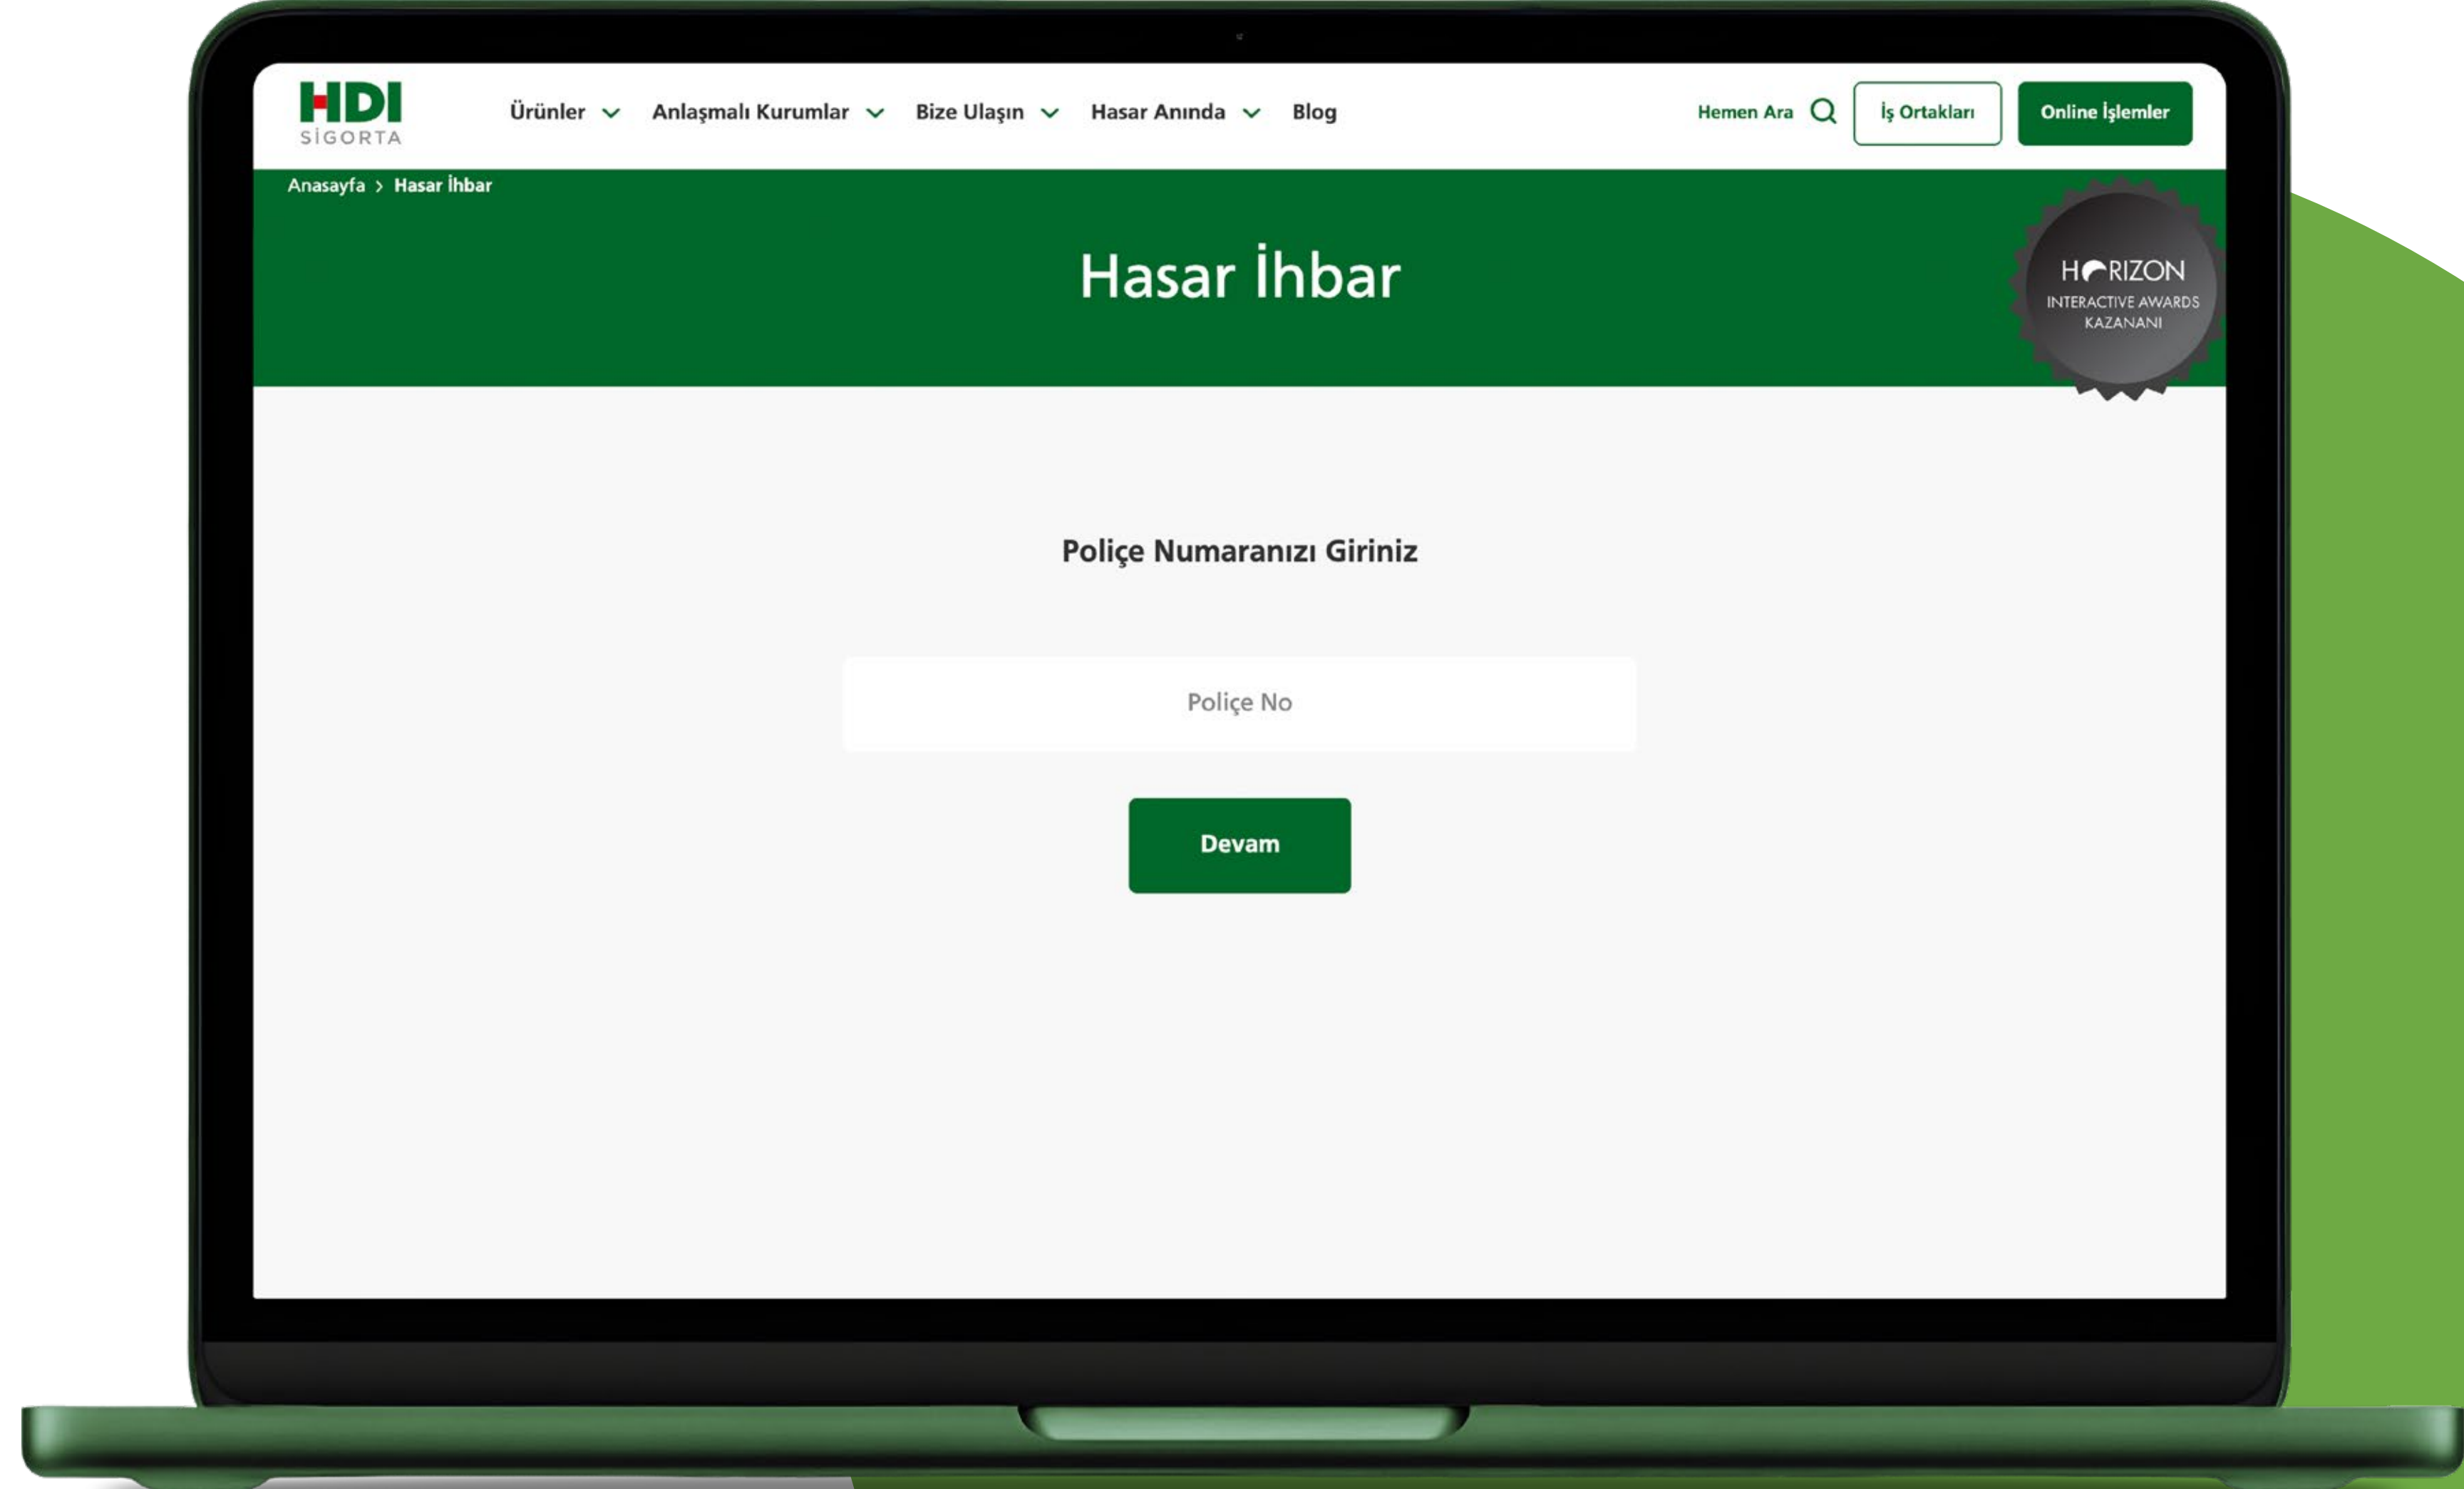 HDI
SİGORTA
Ürünler
Anlaşmalı Kurumlar
Bize Ulaşın
Hasar Anında
Blog
Hemen Ara
İş Ortakları
Online İşlemler
Anasayfa > Hasar İhbar
Hasar İhbar
HORIZON
INTERACTIVE AWARDS
KAZANANI
Poliçe Numaranızı Giriniz
Poliçe No
Devam